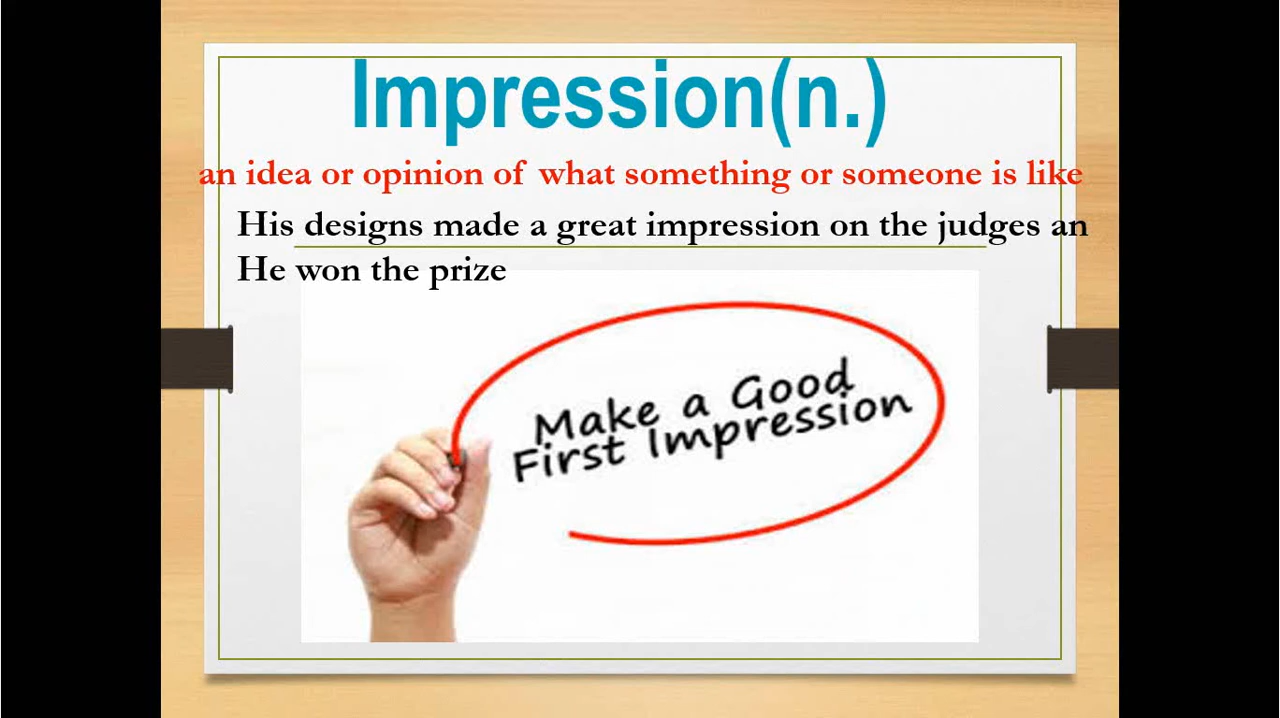 Impression(n.)
an idea or opinion of what something or someone is like
His designs made a great impression on the judges an
He won the prize
Make a Good
First Impression